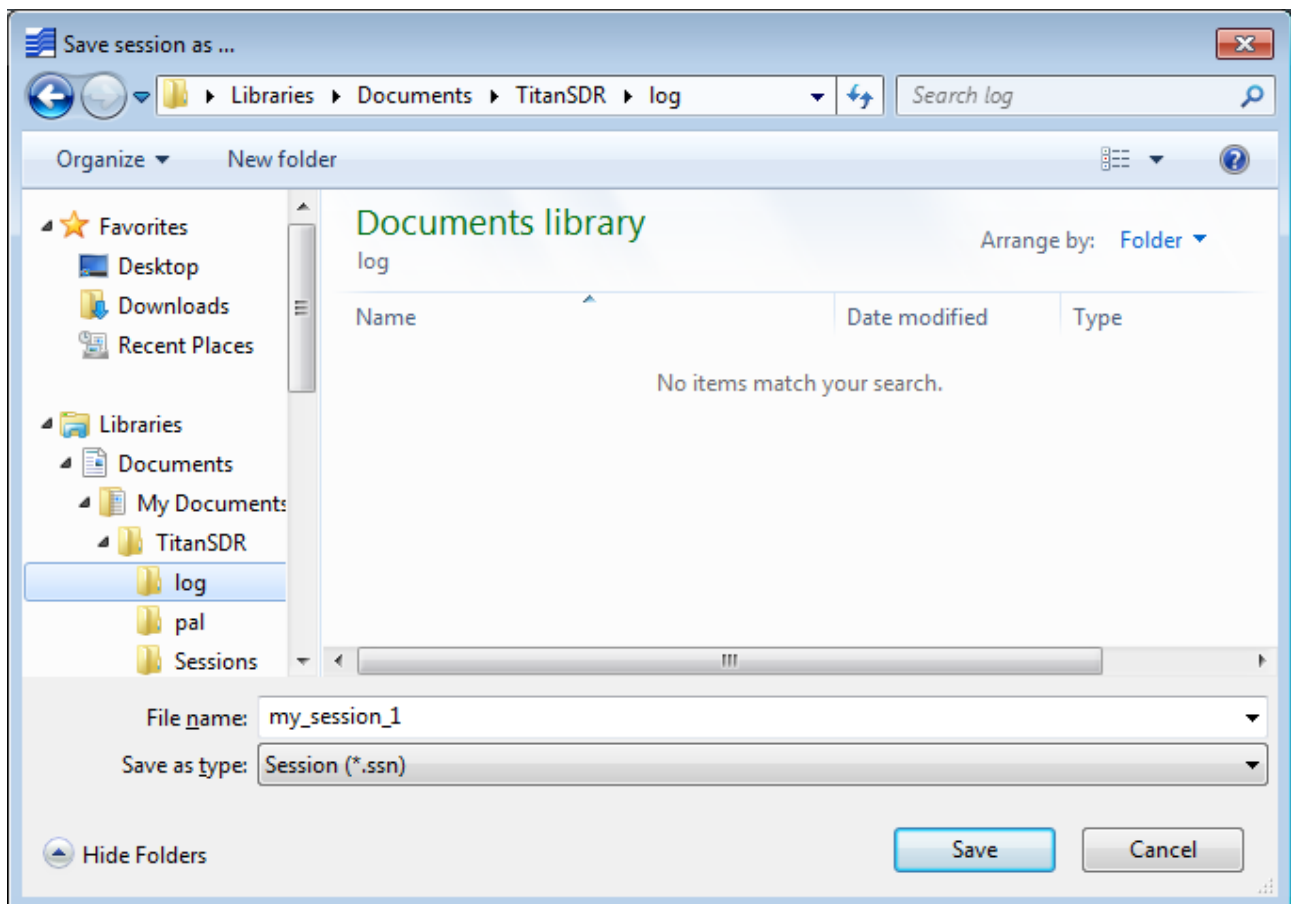 Save session as ...
Libraries Documents TitanSDR log Search log
Organize New folder
Favorites
Desktop
Downloads
Recent Places
Libraries
Documents
My Documents
TitanSDR
log
pal
Sessions
Documents library
log
Arrange by: Folder
Name Date modified Type
No items match your search.
File name: my_session_1
Save as type: Session (*.ssn)
Hide Folders Save Cancel